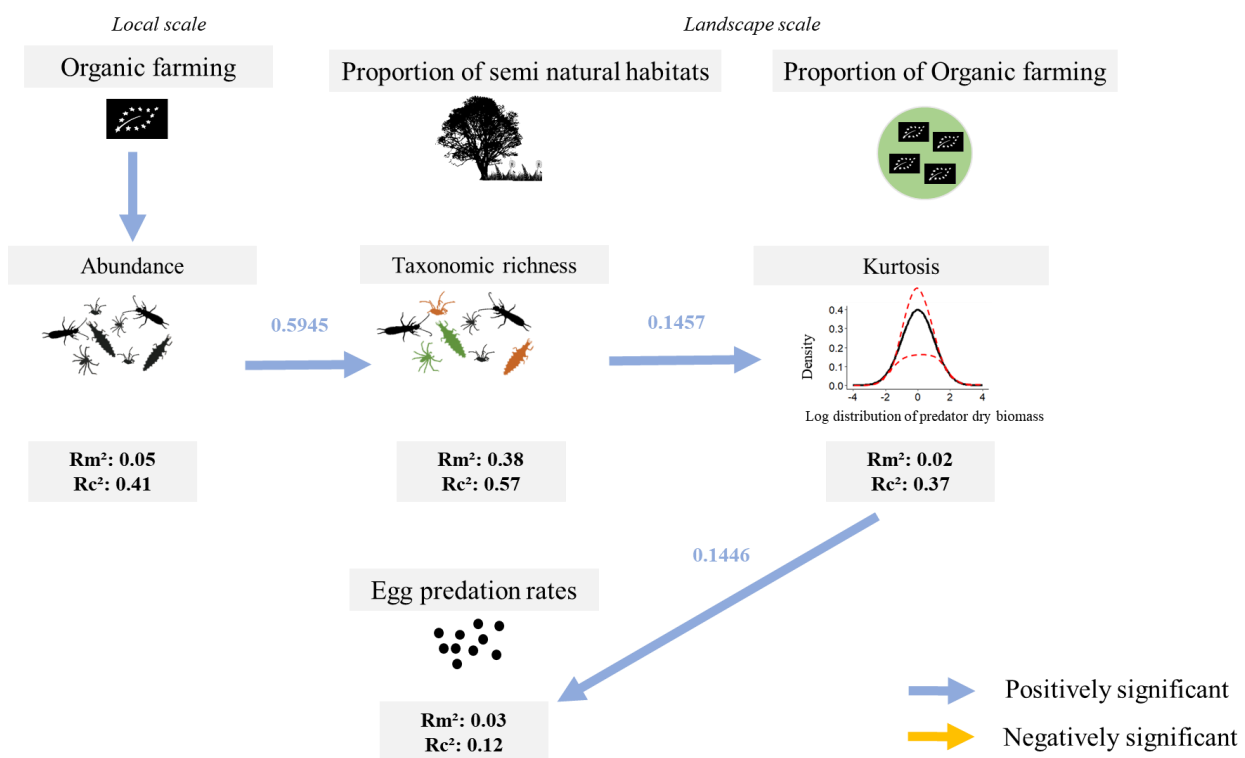 Local scale
Landscape scale
Organic farming
Proportion of semi natural habitats
Proportion of Organic farming
Abundance
Taxonomic richness
Kurtosis
0.5945
0.1457
Density
0.4
0.3
0.2
0.1
0.0
-4
-2
0
2
4
Log distribution of predator dry biomass
Rm²: 0.05
Rc²: 0.41
Rm²: 0.38
Rc²: 0.57
Rm²: 0.02
Rc²: 0.37
0.1446
Egg predation rates
Rm²: 0.03
Rc²: 0.12
Positively significant
Negatively significant